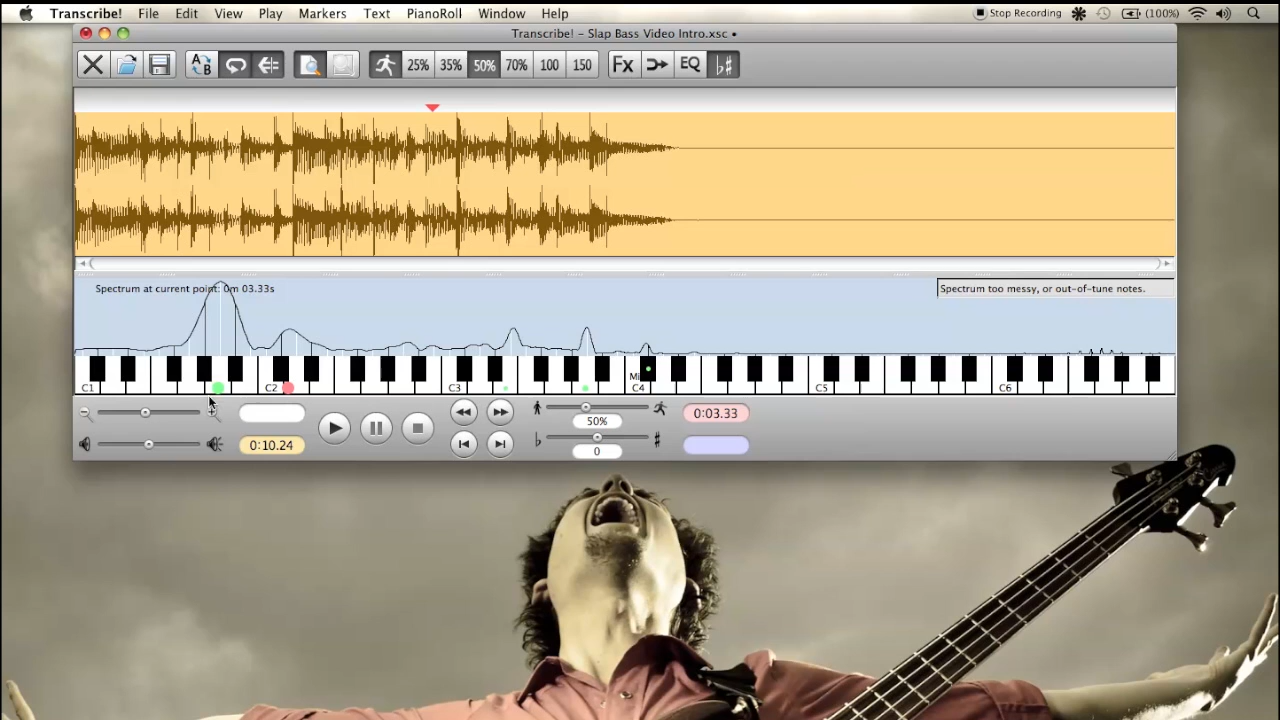 Transcribe! File Edit View Play Markers Text PianoRoll Window Help Stop Recording (100%)
Transcribe! - Slap Bass Video Intro.xsc •
A B 25% 35% 50% 70% 100 150 Fx EQ ♭♯
Spectrum at current point: 0m 03.33s Spectrum too messy, or out-of-tune notes.
Mi
C1 C2 C3 C4 C5 C6
50% 0:03.33
0:10.24 ♭ ♯
0